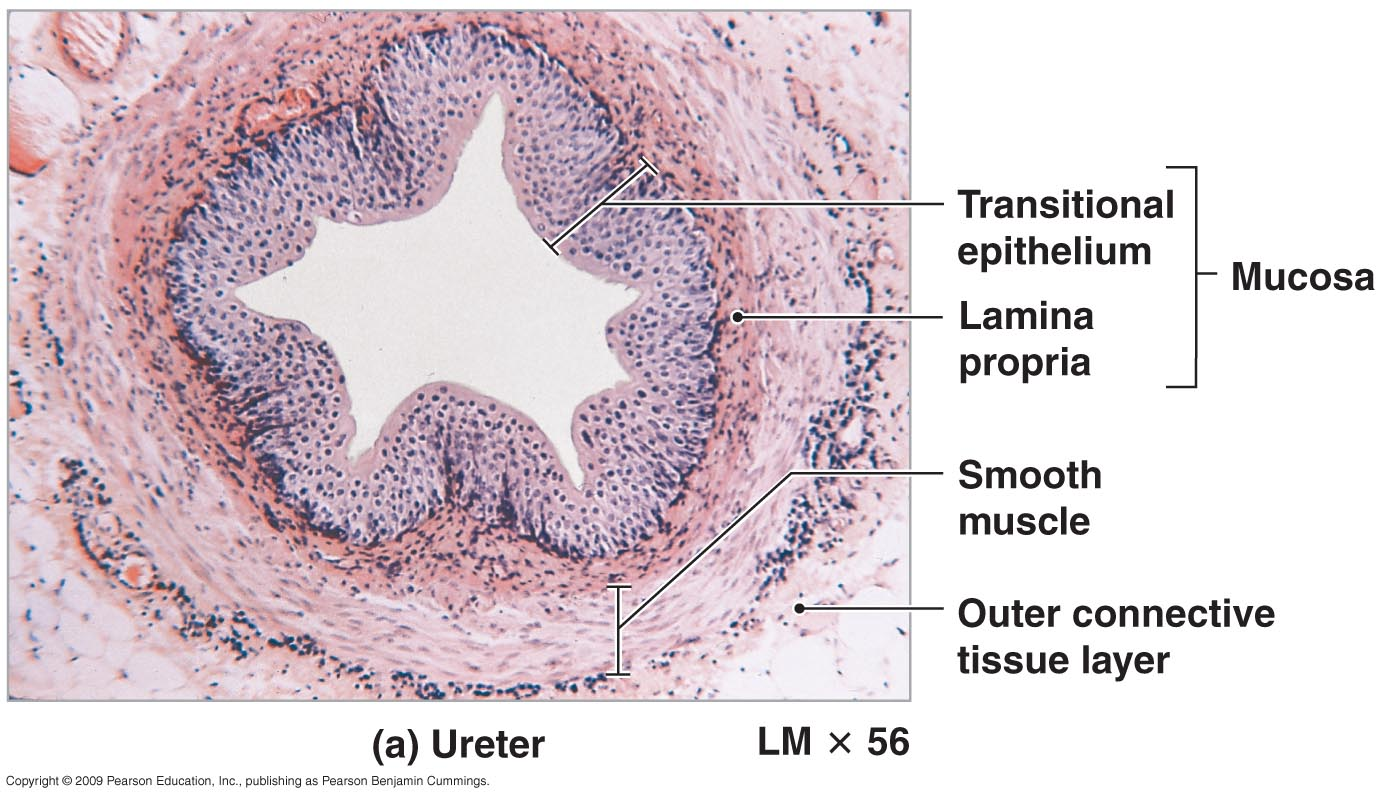 Transitional
epithelium
Mucosa
Lamina
propria
Smooth
muscle
Outer connective
tissue layer
(a) Ureter
LM × 56
Copyright © 2009 Pearson Education, Inc., publishing as Pearson Benjamin Cummings.